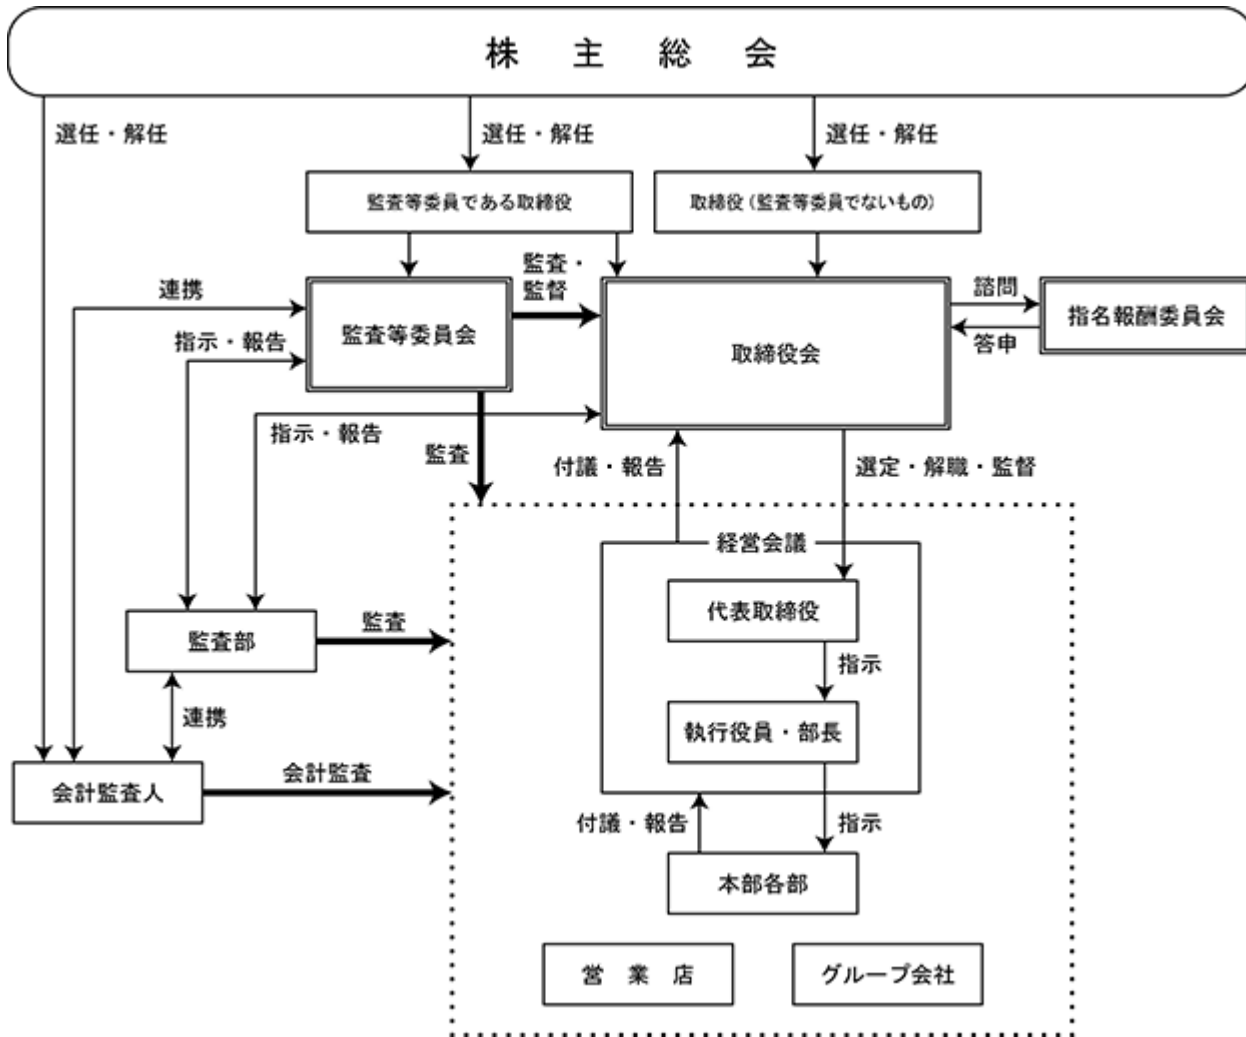 株主総会
選任・解任
選任・解任
選任・解任
監査等委員である取締役
取締役(監査等委員でないもの)
監査・
監督
連携
監査等委員会
取締役会
諮問
指名報酬委員会
答申
指示・報告
指示・報告
監査
付議・報告
選定・解職・監督
経営会議
代表取締役
監査部
監査
指示
連携
執行役員・部長
会計監査人
会計監査
付議・報告
指示
本部各部
営業店
グループ会社